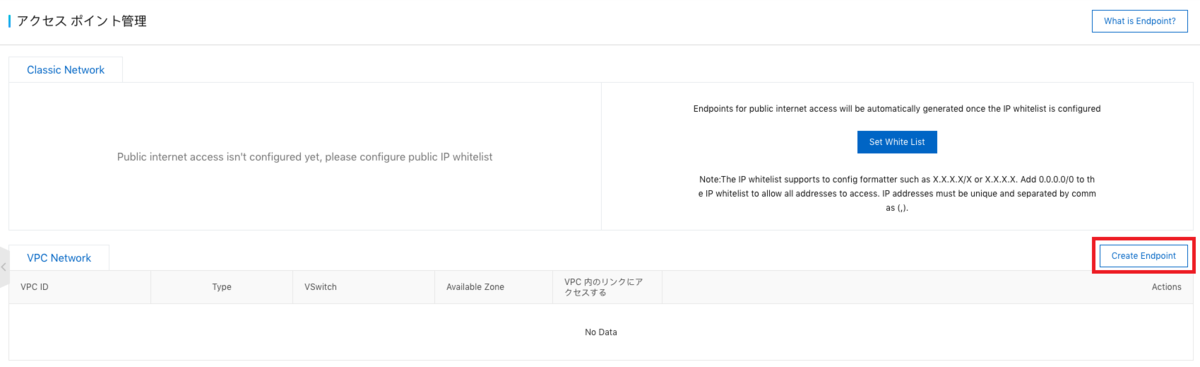 アクセス ポイント管理
What is Endpoint?
Classic Network
Public internet access isn't configured yet, please configure public IP whitelist
Endpoints for public internet access will be automatically generated once the IP whitelist is configured
Set White List
Note:The IP whitelist supports to config formatter such as X.X.X.X/X or X.X.X.X. Add 0.0.0.0/0 to th
e IP whitelist to allow all addresses to access. IP addresses must be unique and separated by comm
as (,).
VPC Network
Create Endpoint
VPC ID
Type
VSwitch
Available Zone
VPC 内のリンクにア
クセスする
Actions
No Data